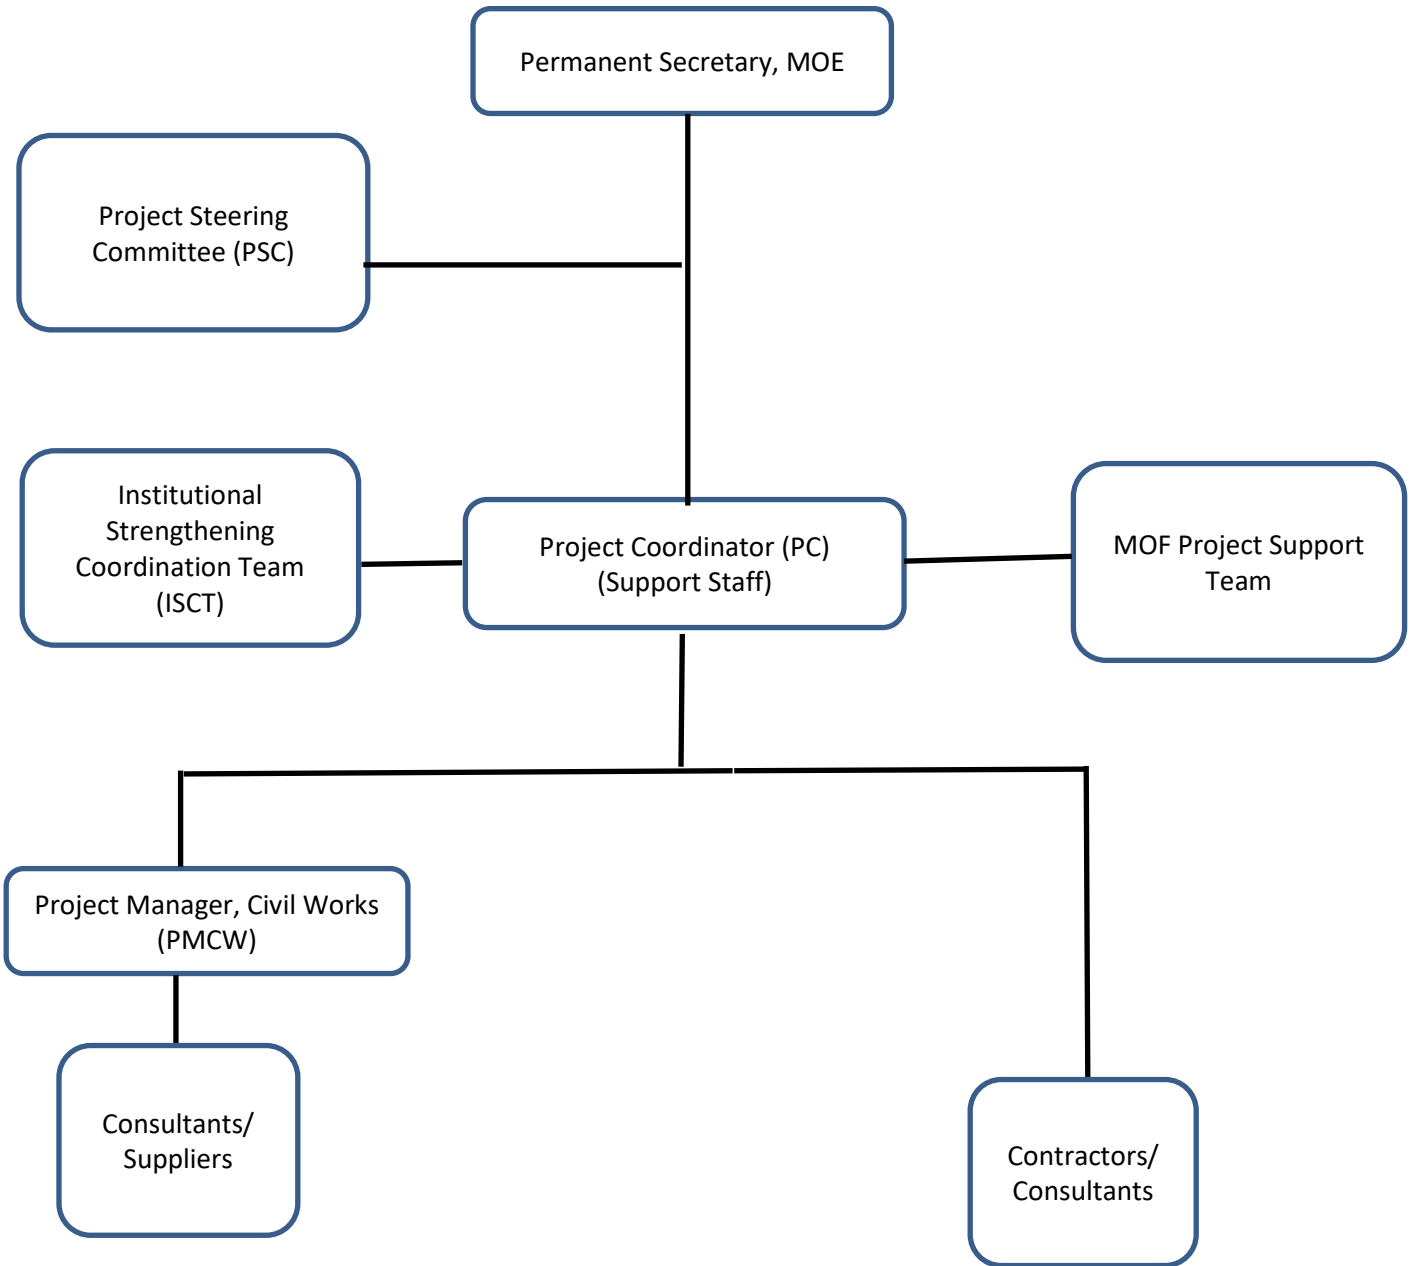 Permanent Secretary, MOE
Project Steering
Committee (PSC)
Institutional
Strengthening
Coordination Team
(ISCT)
Project Coordinator (PC)
(Support Staff)
MOF Project Support
Team
Project Manager, Civil Works
(PMCW)
Consultants/
Suppliers
Contractors/
Consultants